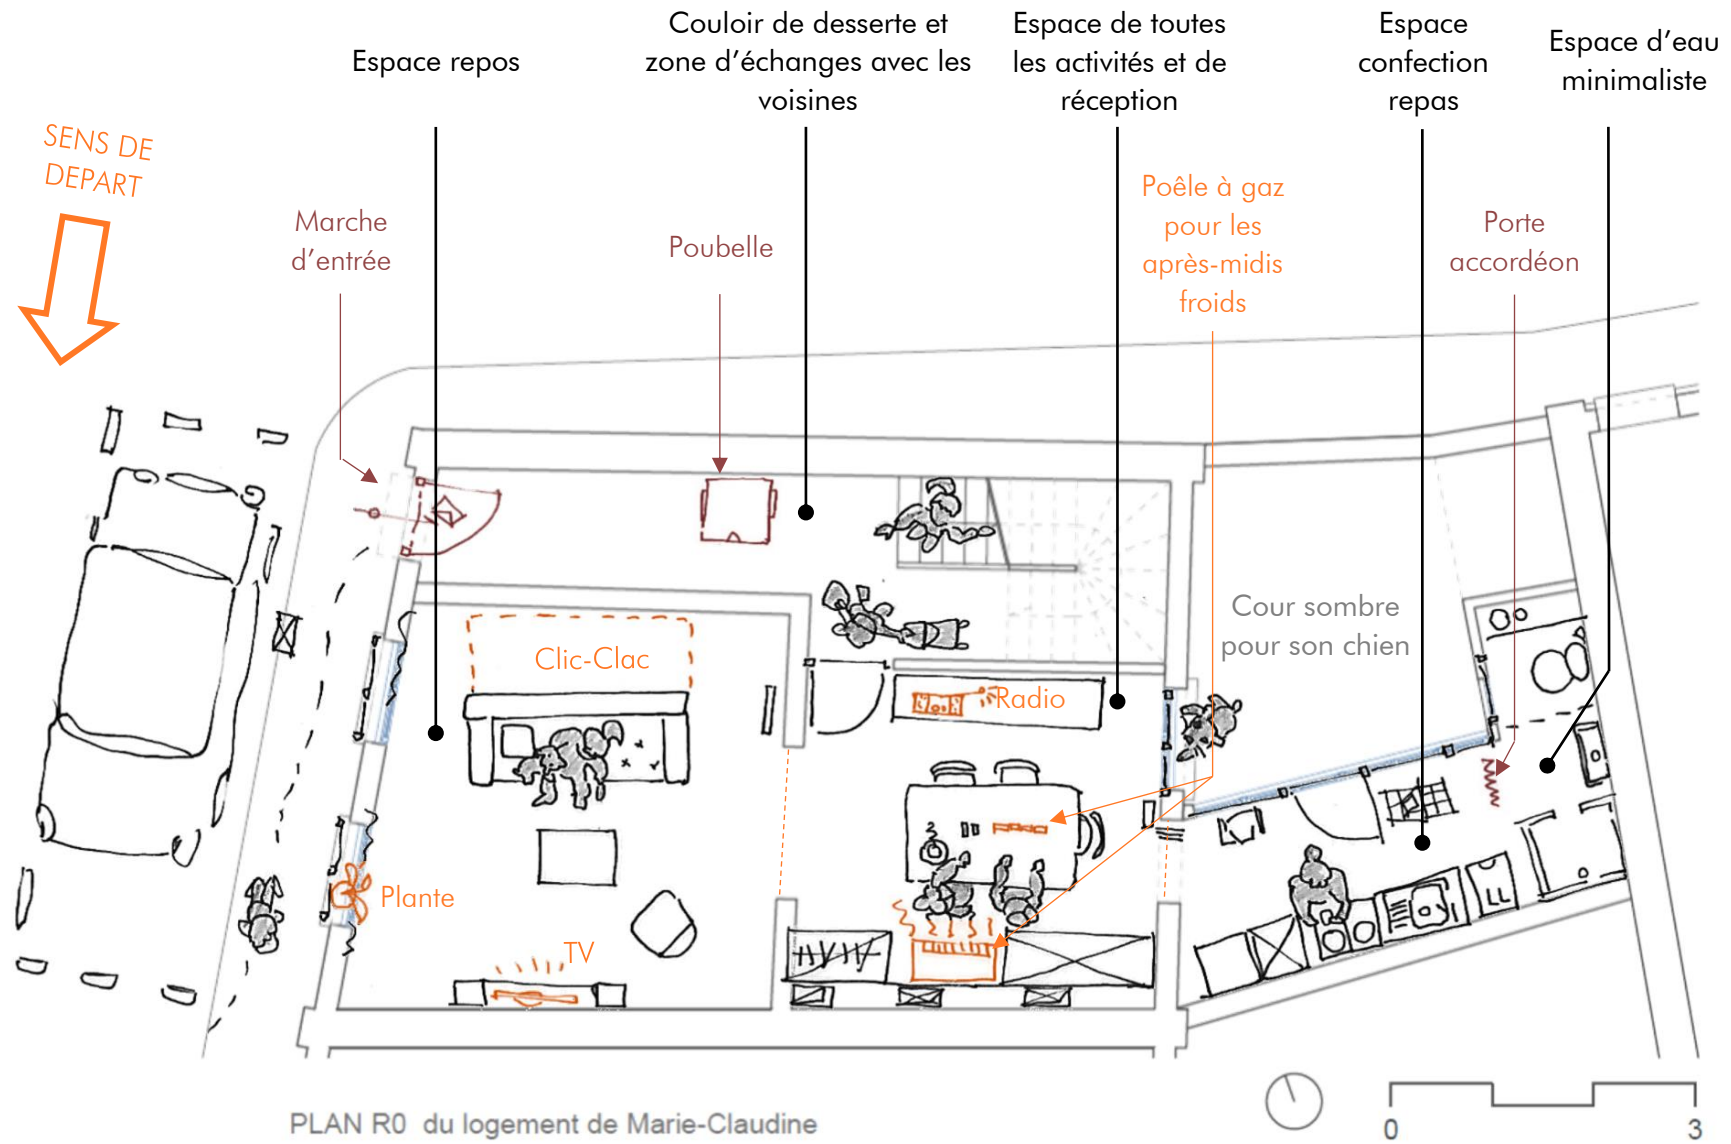 Espace repos
Couloir de desserte et
zone d’échanges avec les
voisines
Espace de toutes
les activités et de
réception
Espace
confection
repas
Espace d’eau
minimaliste
SENS DE
DEPART
Marche
d’entrée
Poubelle
Poêle à gaz
pour les
après-midis
froids
Porte
accordéon
Cour sombre
pour son chien
Clic-Clac
Radio
Plante
TV
PLAN R0 du logement de Marie-Claudine
0
3